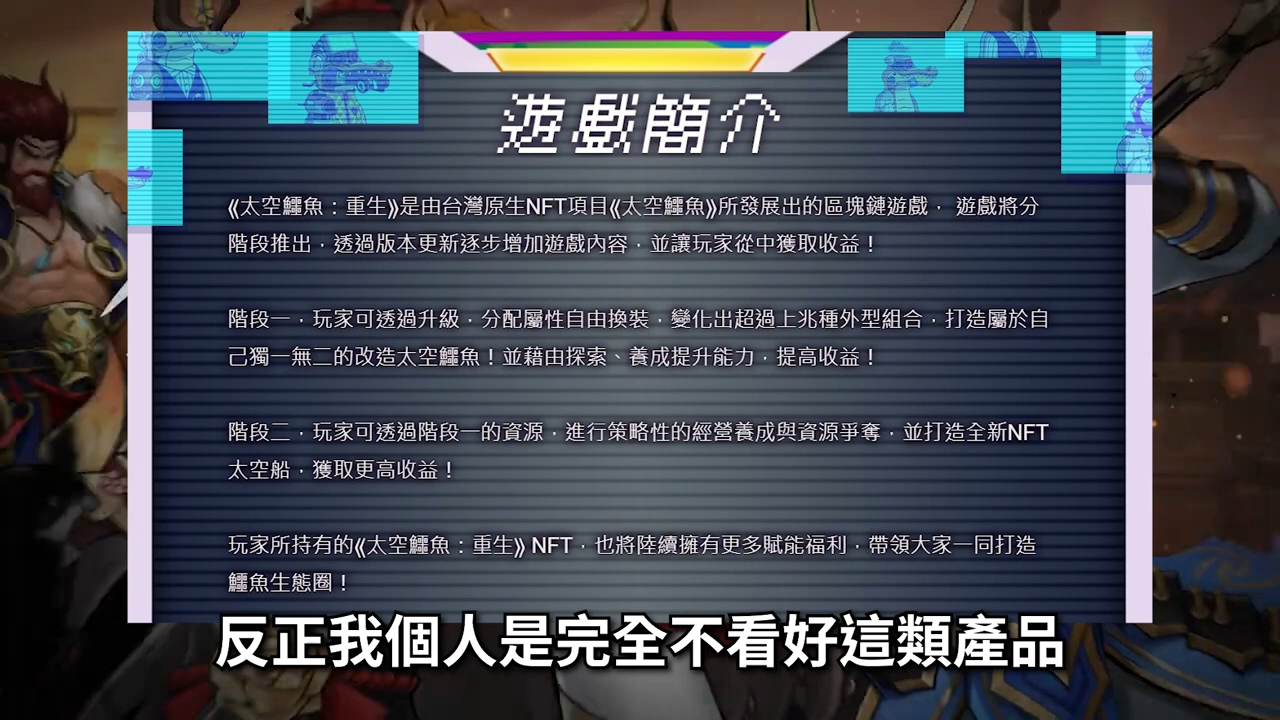 遊戲簡介
《太空鱷魚：重生》是由台灣原生NFT項目《太空鱷魚》所發展出的區塊鏈遊戲， 遊戲將分
階段推出，透過版本更新逐步增加遊戲內容，並讓玩家從中獲取收益！
階段一，玩家可透過升級，分配屬性自由換裝，變化出超過上兆種外型組合，打造屬於自
己獨一無二的改造太空鱷魚！並藉由探索、養成提升能力，提高收益！
階段二，玩家可透過階段一的資源，進行策略性的經營養成與資源爭奪，並打造全新NFT
太空船，獲取更高收益！
玩家所持有的《太空鱷魚：重生》 NFT，也將陸續擁有更多賦能福利，帶領大家一同打造
鱷魚生態圈！
反正我個人是完全不看好這類產品